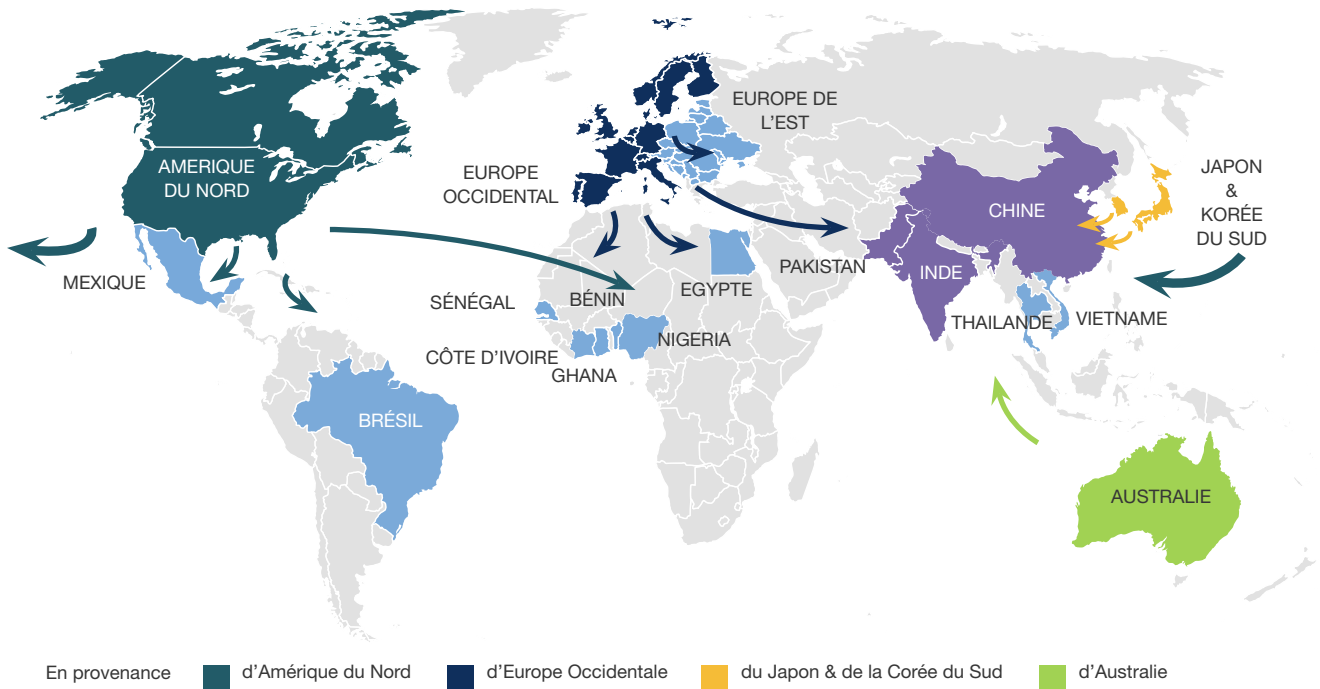 EUROPE DE
L'EST
AMERIQUE
DU NORD
EUROPE
OCCIDENTAL
JAPON
&
KORÉE
DU SUD
CHINE
MEXIQUE
PAKISTAN
INDE
SÉNÉGAL
BÉNIN
EGYPTE
THAILANDE
VIETNAME
NIGERIA
CÔTE D'IVOIRE
GHANA
BRÉSIL
AUSTRALIE
En provenance d'Amérique du Nord d'Europe Occidentale du Japon & de la Corée du Sud d'Australie